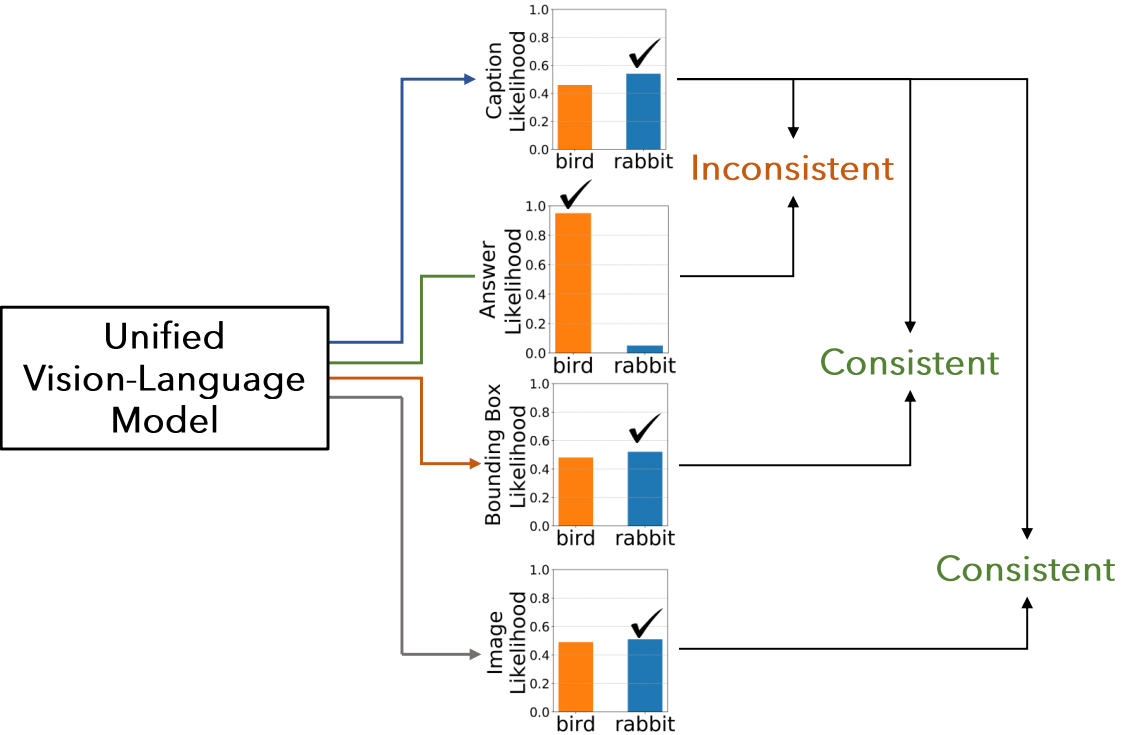 Unified
Vision-Language
Model
Caption
Likelihood
1.0
0.8
0.6
0.4
0.2
0.0
bird rabbit
Inconsistent
Answer
Likelihood
1.0
0.8
0.6
0.4
0.2
0.0
bird rabbit
Consistent
Bounding Box
Likelihood
1.0
0.8
0.6
0.4
0.2
0.0
bird rabbit
Consistent
Image
Likelihood
1.0
0.8
0.6
0.4
0.2
0.0
bird rabbit